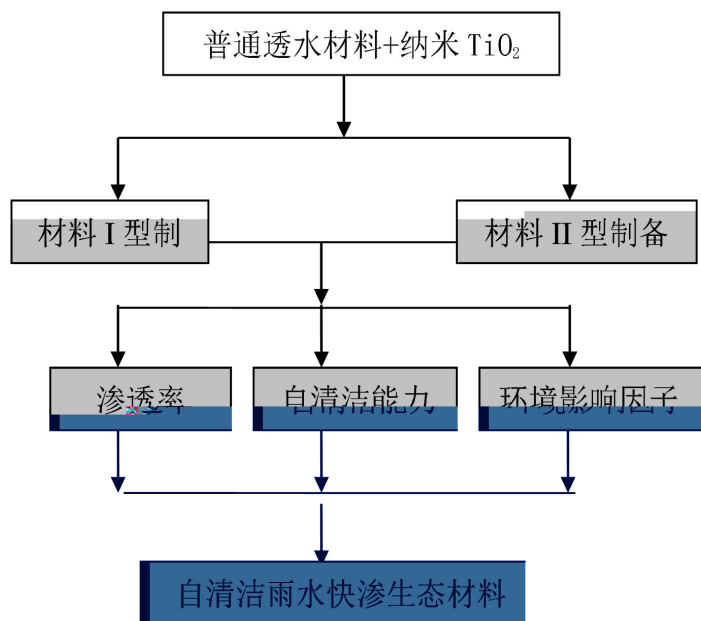 普通透水材料+纳米 TiO₂
材料 I 型制
材料 II 型制备
渗透率
自清洁能力
环境影响因子
自清洁雨水快渗生态材料